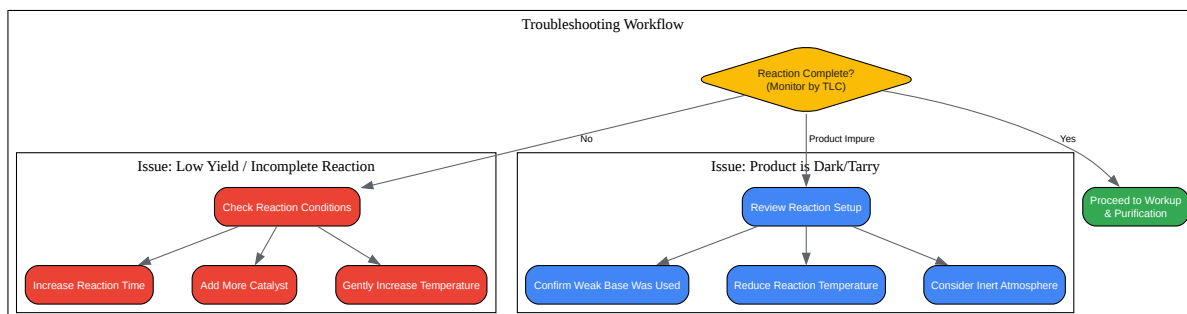 Troubleshooting Workflow
Reaction Complete?
(Monitor by TLC)
No
Product Impure
Yes
Issue: Low Yield / Incomplete Reaction
Issue: Product is Dark/Tarry
Check Reaction Conditions
Review Reaction Setup
Proceed to Workup
& Purification
Increase Reaction Time
Add More Catalyst
Gently Increase Temperature
Confirm Weak Base Was Used
Reduce Reaction Temperature
Consider Inert Atmosphere